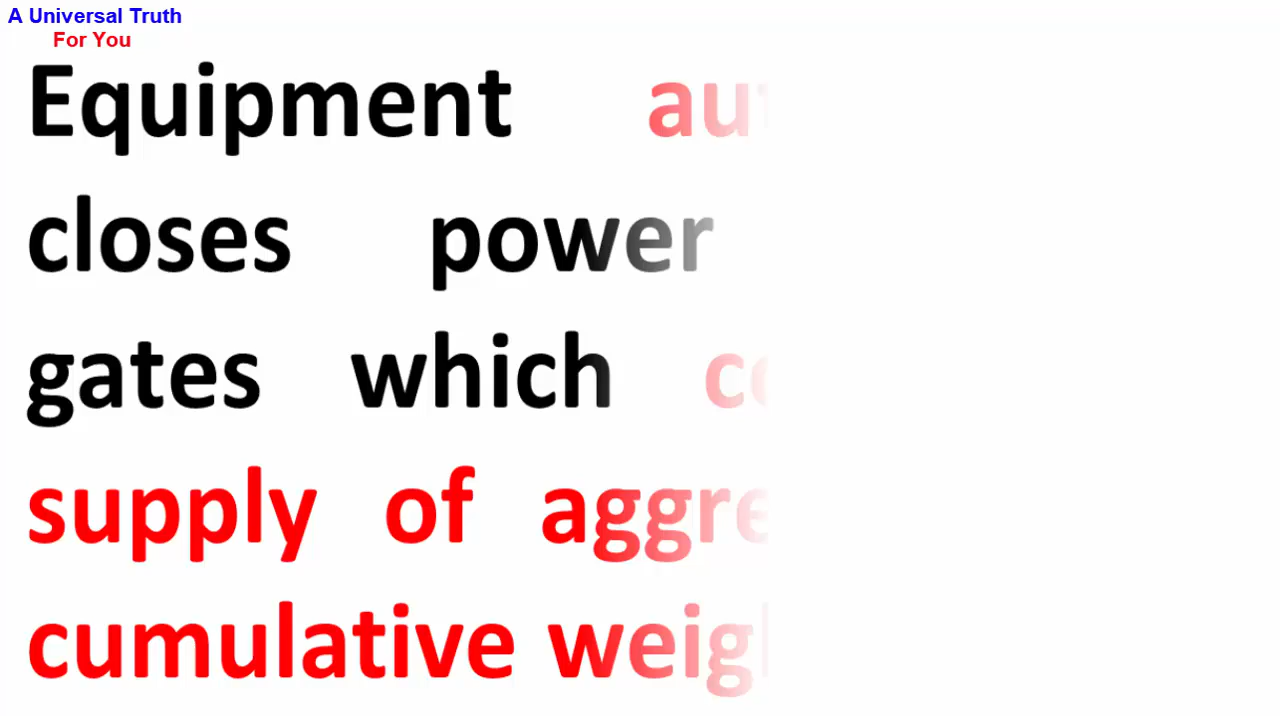 A Universal Truth
For You
Equipment
closes power
gates which
supply of
cumulative